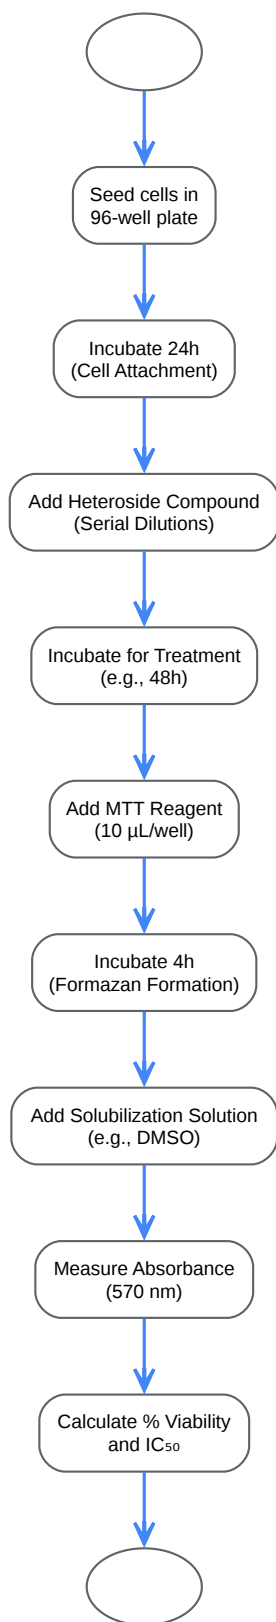 Seed cells in
96-well plate
Incubate 24h
(Cell Attachment)
Add Heteroside Compound
(Serial Dilutions)
Incubate for Treatment
(e.g., 48h)
Add MTT Reagent
(10 µL/well)
Incubate 4h
(Formazan Formation)
Add Solubilization Solution
(e.g., DMSO)
Measure Absorbance
(570 nm)
Calculate % Viability
and IC₅₀